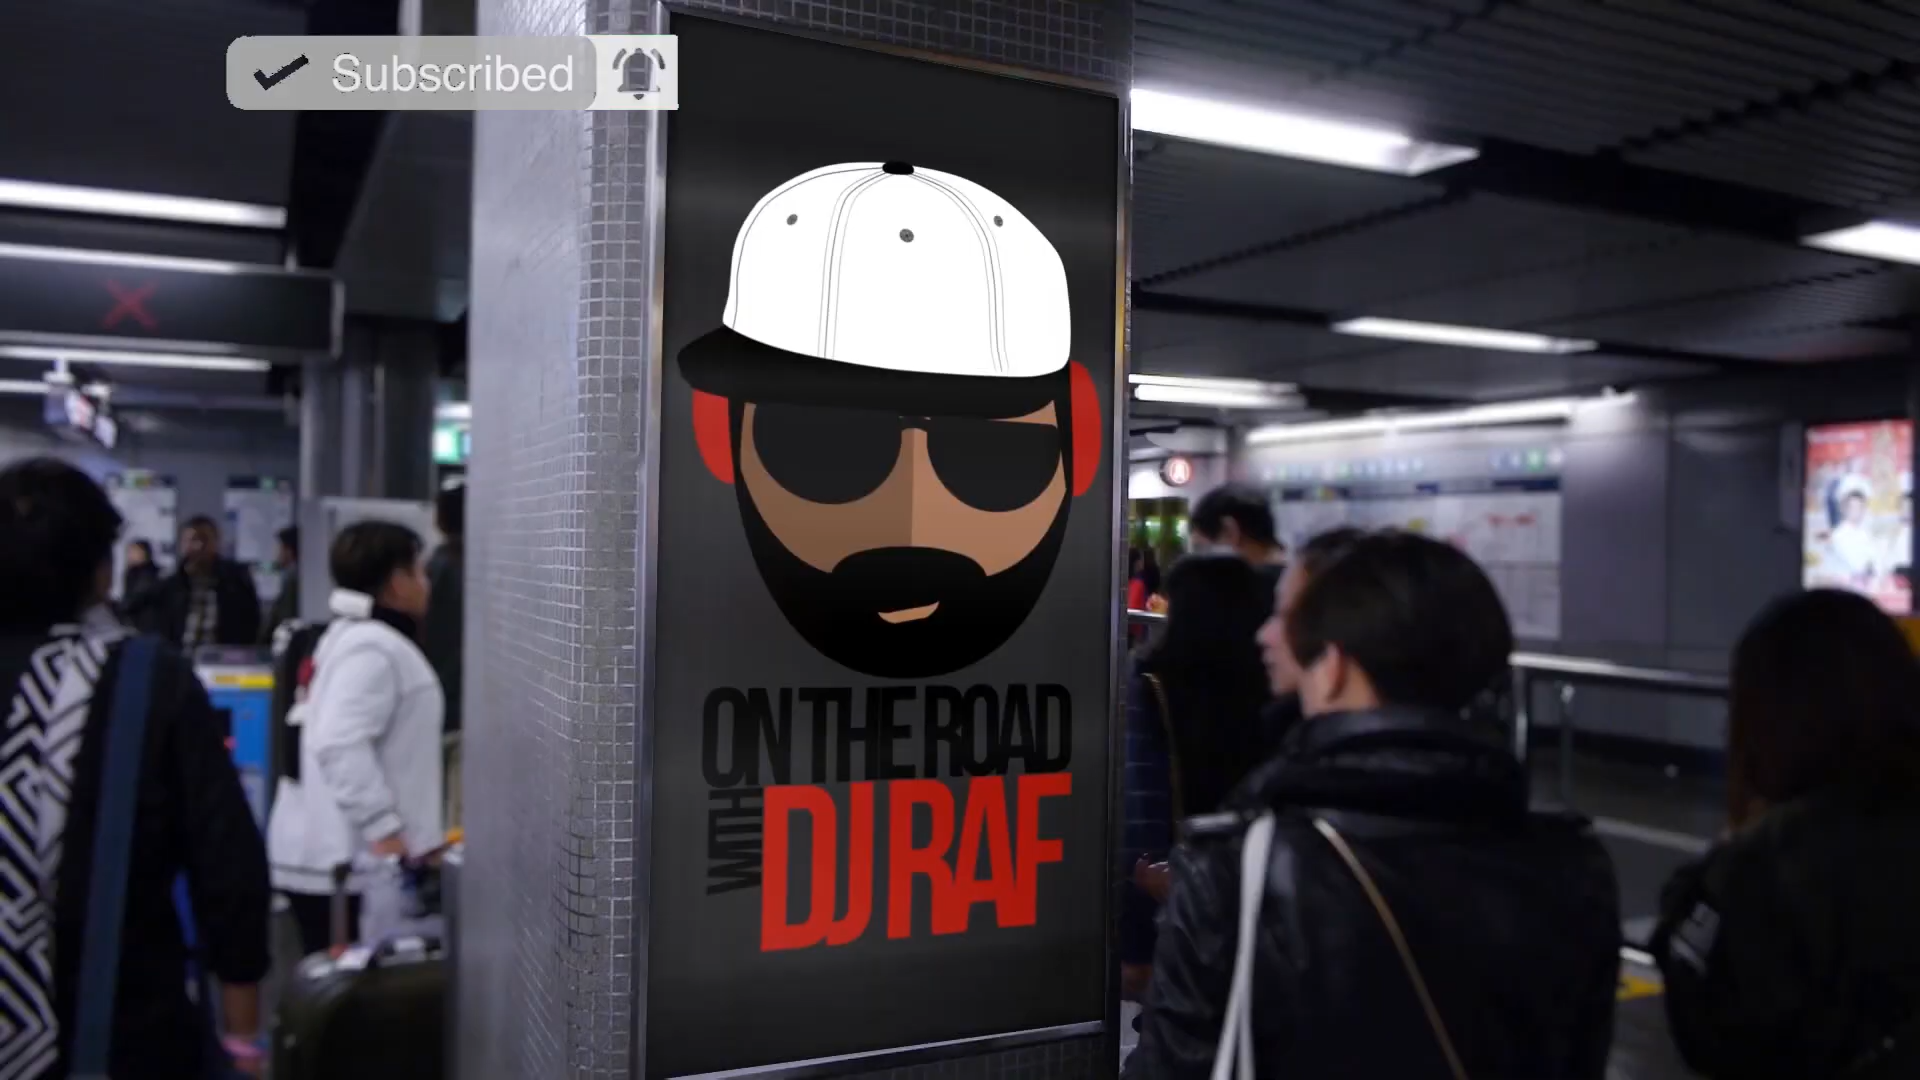 Subscribed
ON THE ROAD
WITH
DJ RAF